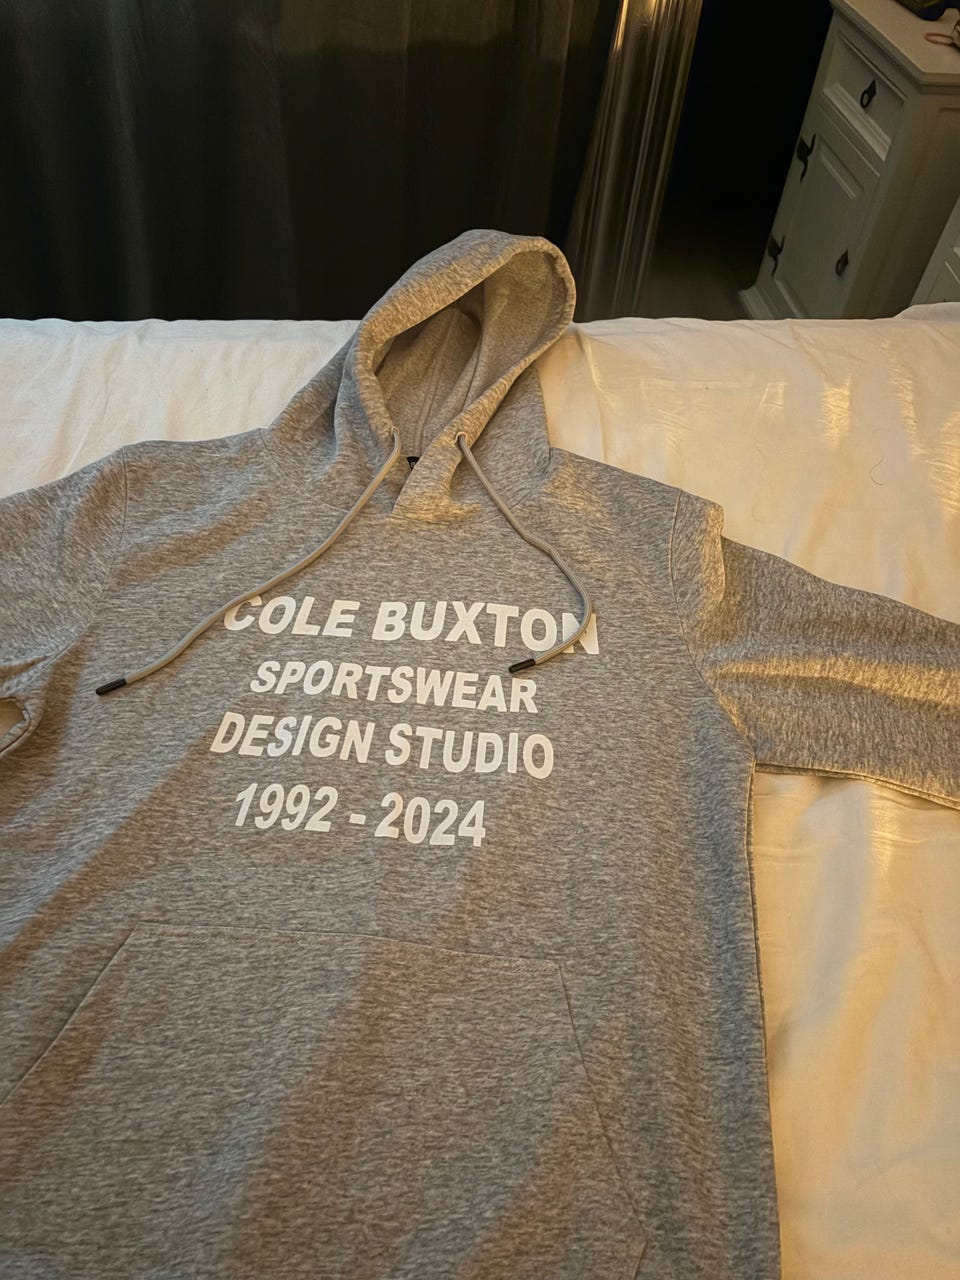 COLE BUXTON
SPORTSWEAR
DESIGN STUDIO
1992 - 2024